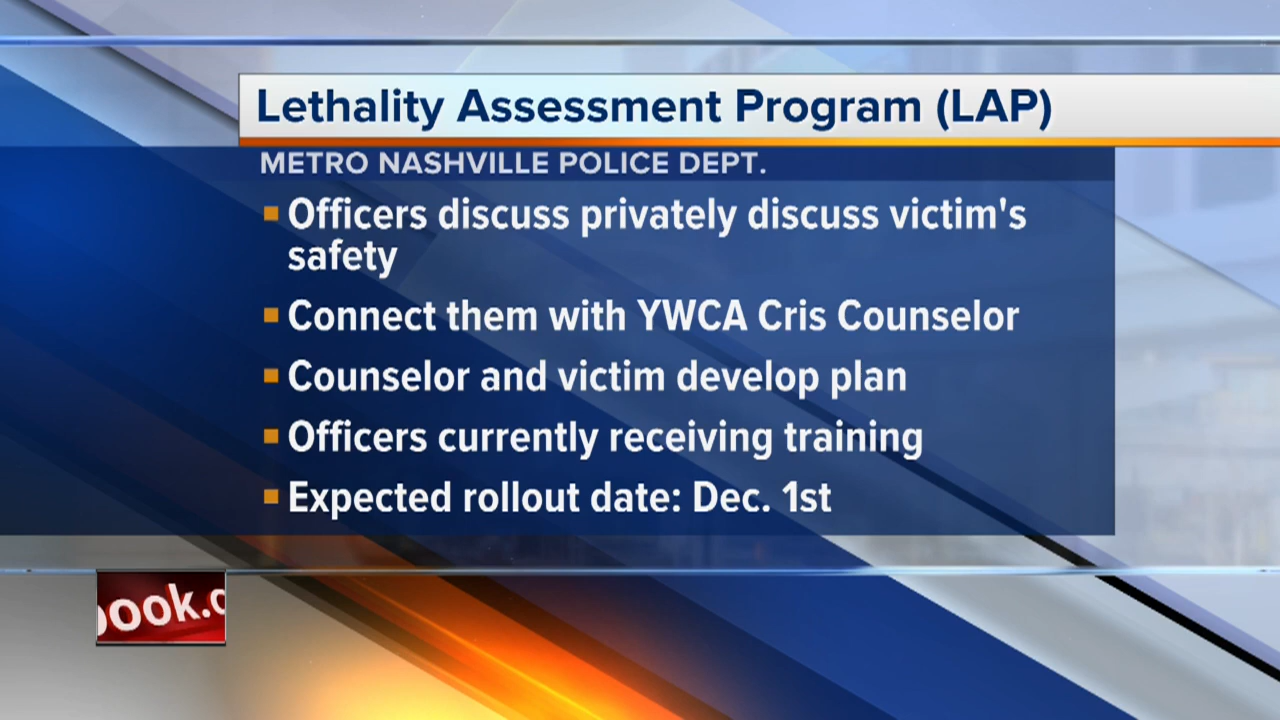 Lethality Assessment Program (LAP)
METRO NASHVILLE POLICE DEPT.
Officers discuss privately discuss victim's
safety
Connect them with YWCA Cris Counselor
Counselor and victim develop plan
Officers currently receiving training
Expected rollout date: Dec. 1st
ook.c